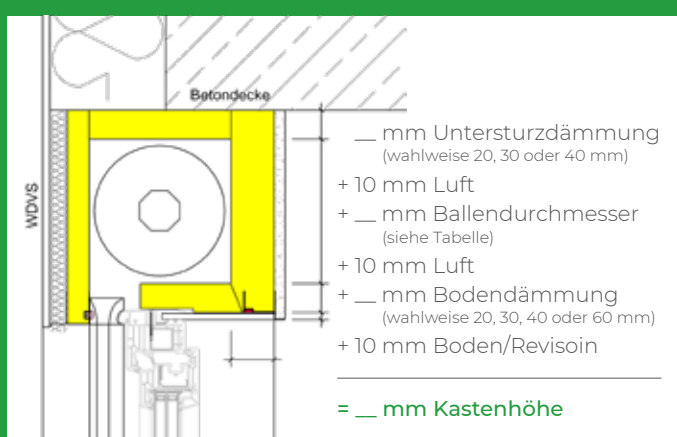 Betondecke
WDVS
__ mm Untersturzdämmung
(wahlweise 20, 30 oder 40 mm)
+ 10 mm Luft
+ __ mm Ballendurchmesser
(siehe Tabelle)
+ 10 mm Luft
+ __ mm Bodendämmung
(wahlweise 20, 30, 40 oder 60 mm)
+ 10 mm Boden/Revisoin
= __ mm Kastenhöhe